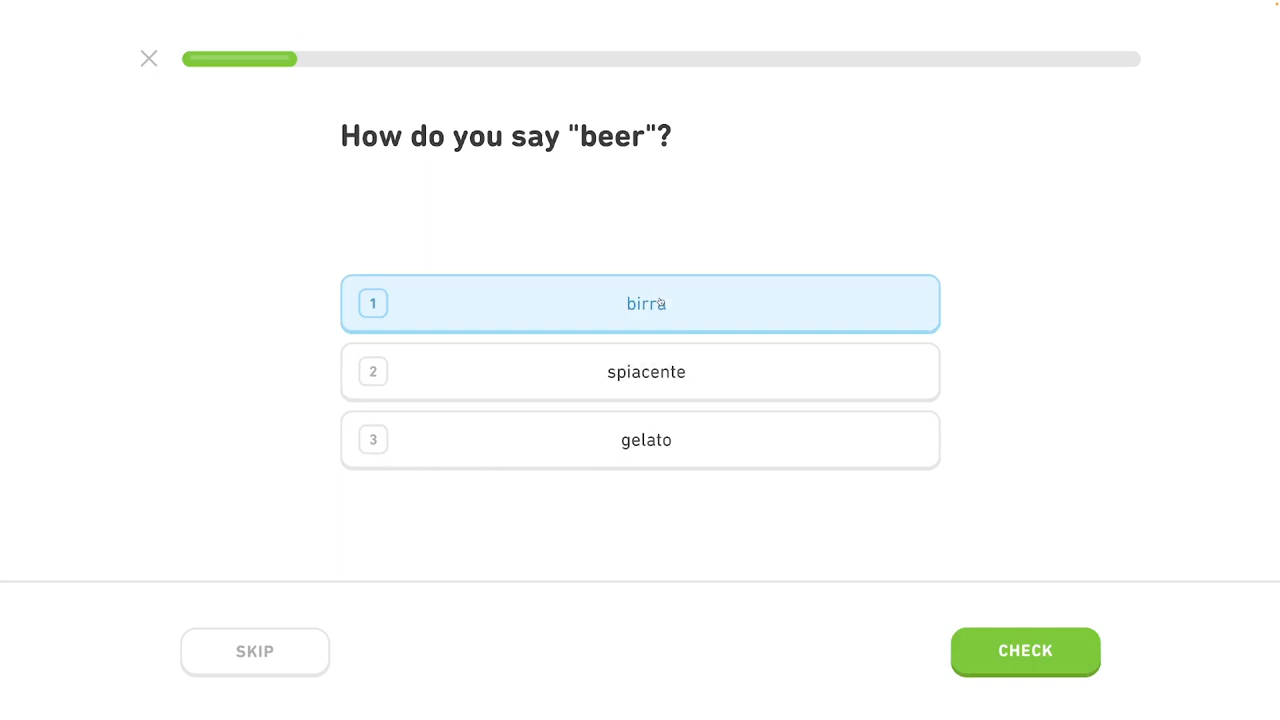 How do you say "beer"?
1 birra
2 spiacente
3 gelato
SKIP CHECK